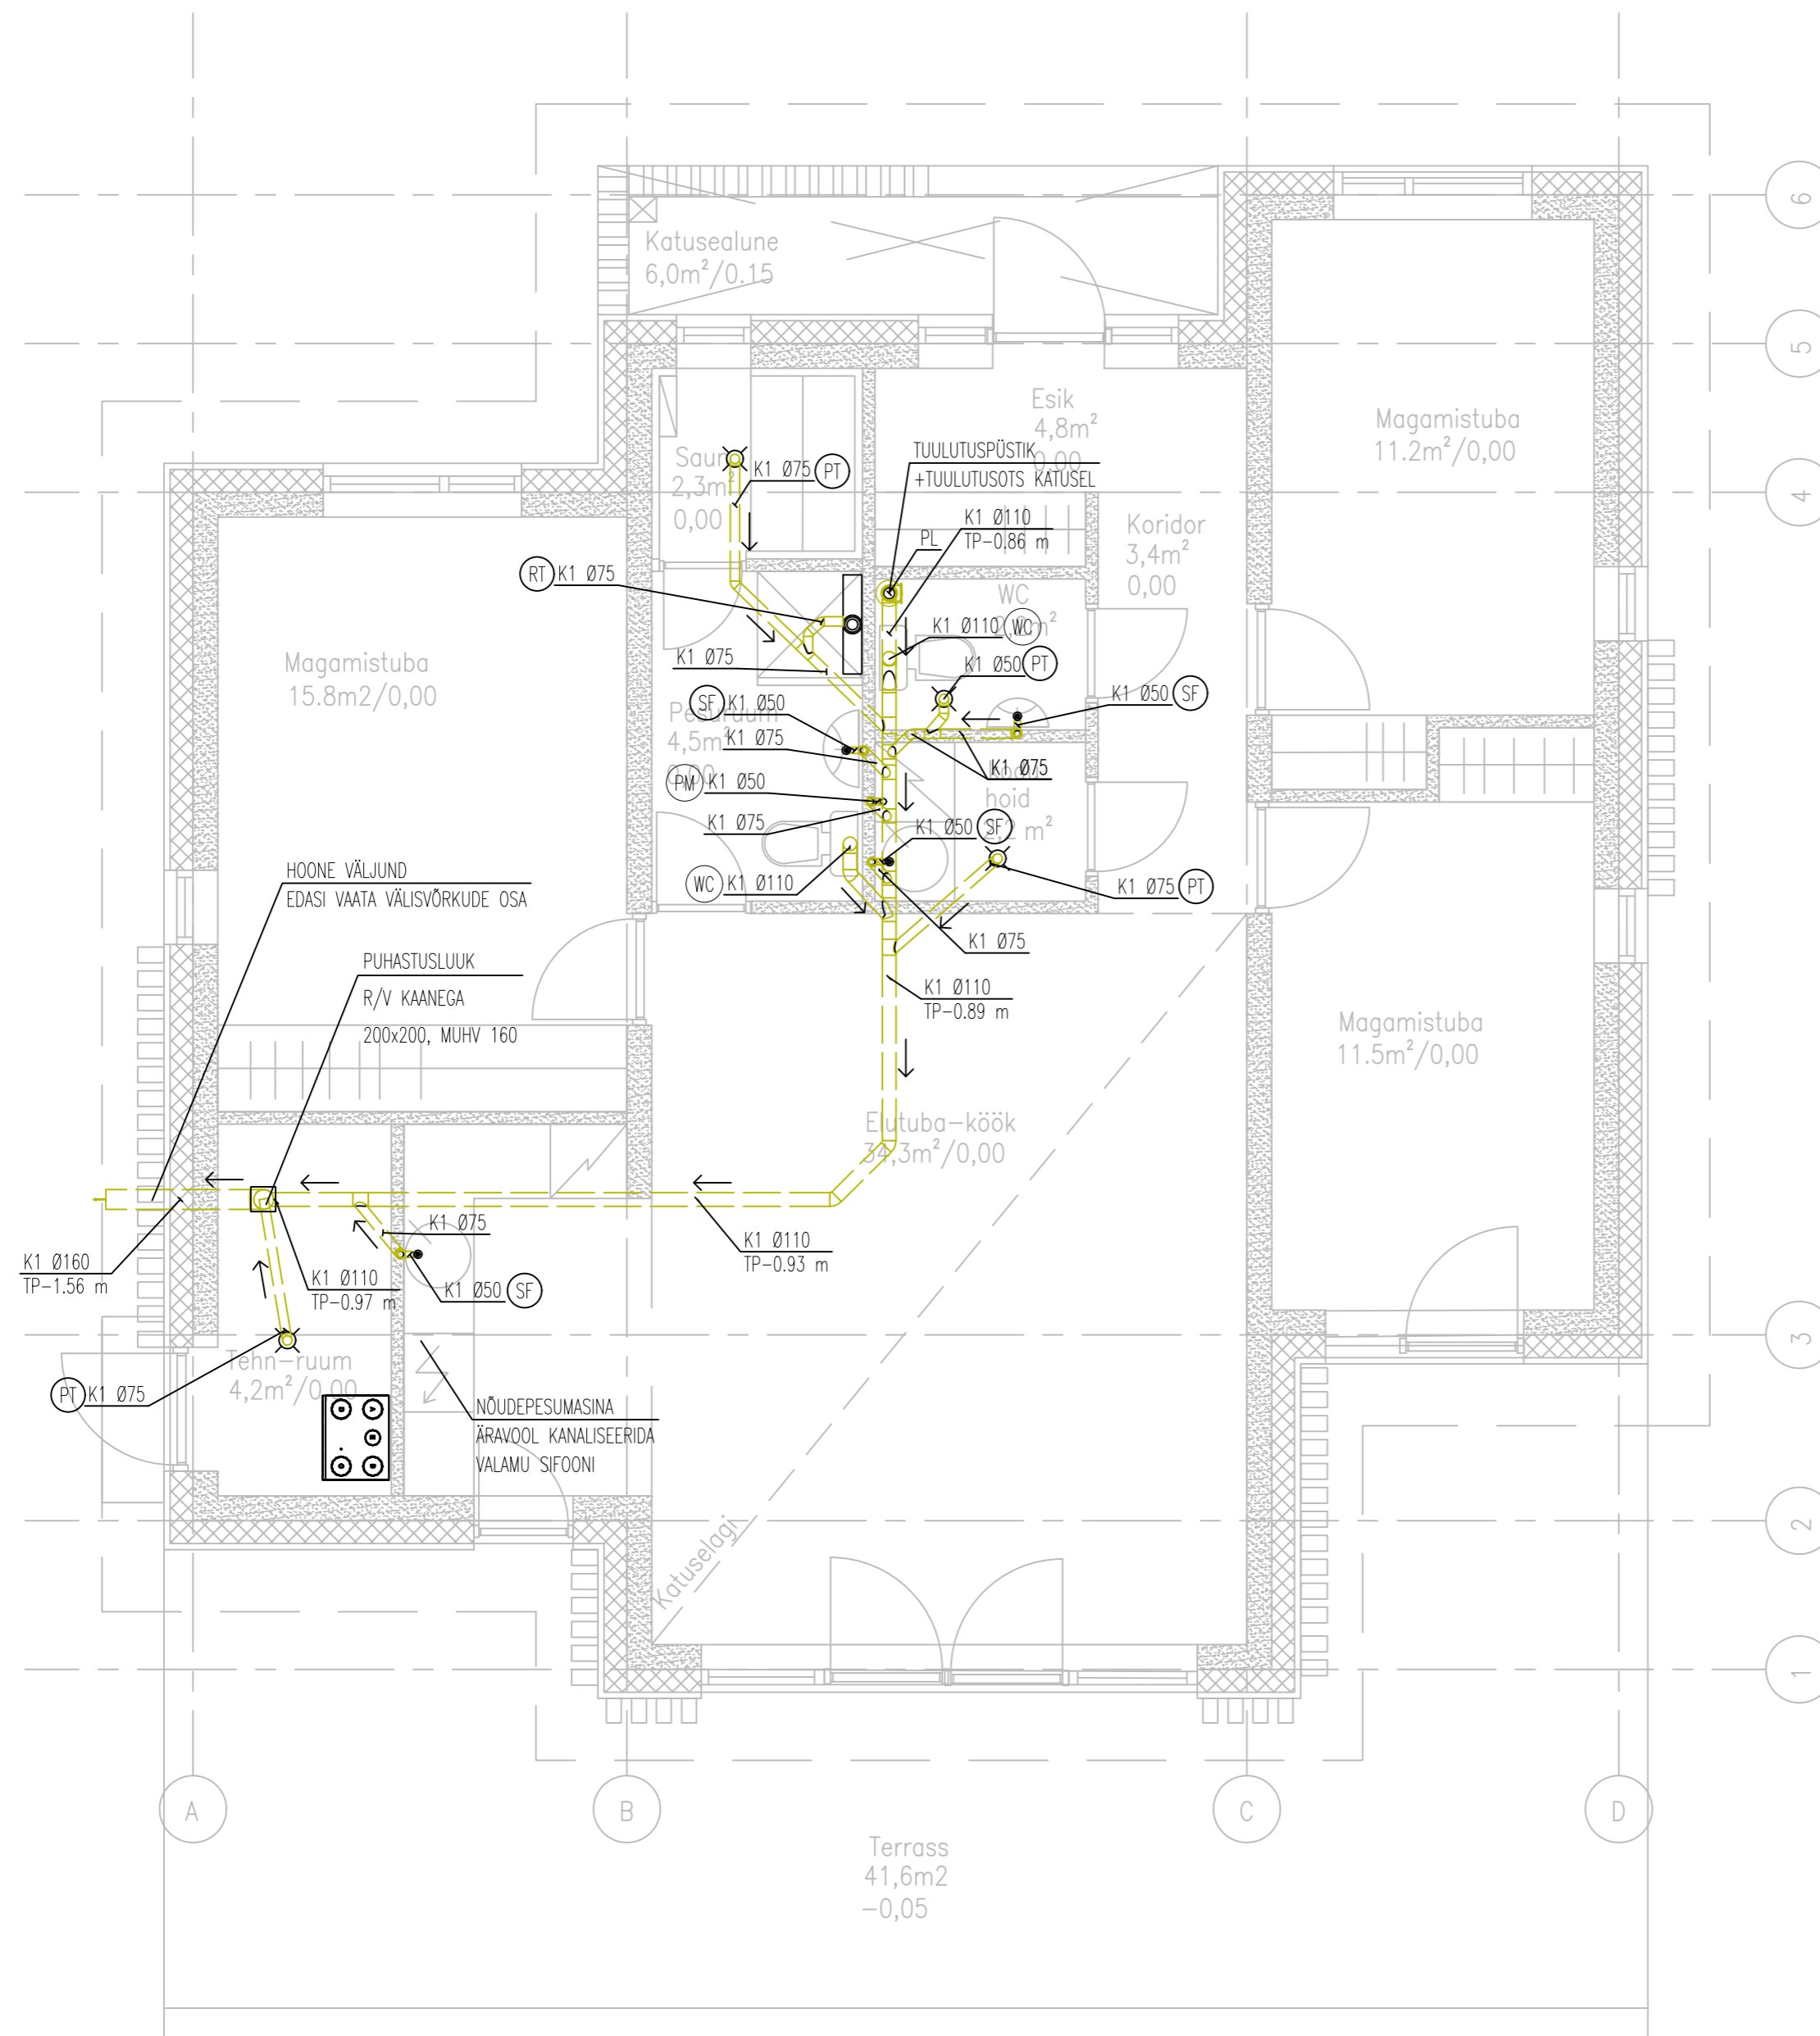 6
Katusealune
6,0m²/0.15
5
Esik
4,8m²
0,00
Magamistuba
11.2m²/0,00
TUULUTUSPÜSTIK
+TUULUTUSOTS KATUSEL
Saun
2,3m²
0,00
K1 Ø75 PT
4
K1 Ø110
TP-0.86 m
PL
Koridor
3,4m²
0,00
RT K1 Ø75
WC
K1 Ø110 WC
Magamistuba
15.8m2/0,00
K1 Ø75
K1 Ø50 PT
K1 Ø50 SF
SF K1 Ø50
Pesuruum
4,5m²
0,00
K1 Ø75
K1 Ø75
PM K1 Ø50
hoid
K1 Ø75
K1 Ø50 SF
HOONE VÄLJUND
EDASI VAATA VÄLISVÕRKUDE OSA
WC K1 Ø110
K1 Ø75 PT
K1 Ø75
PUHASTUSLUUK
R/V KAANEGA
200x200, MUHV 160
K1 Ø110
TP-0.89 m
Magamistuba
11.5m²/0,00
Elutuba-köök
34,3m²/0,00
K1 Ø75
K1 Ø110
TP-0.93 m
K1 Ø160
TP-1.56 m
K1 Ø110
TP-0.97 m
K1 Ø50 SF
3
Tehn-ruum
4,2m²/0,00
PT K1 Ø75
NÕUDEPESUMASINA
ÄRAVOOL KANALISEERIDA
VALAMU SIFOONI
2
Katuselagi
1
A
B
C
D
Terrass
41,6m2
-0,05